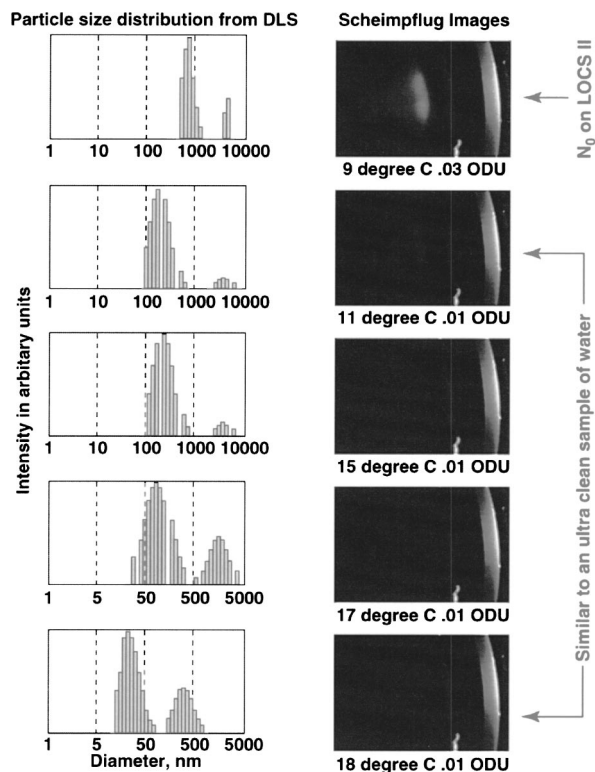 Particle size distribution from DLS
Scheimpflug Images
Intensity in arbitary units
1 10 100 1000 10000
9 degree C .03 ODU
N0 on LOCS II
1 10 100 1000 10000
11 degree C .01 ODU
1 10 100 1000 10000
15 degree C .01 ODU
1 5 50 500 5000
17 degree C .01 ODU
1 5 50 500 5000
Diameter, nm
18 degree C .01 ODU
Similar to an ultra clean sample of water